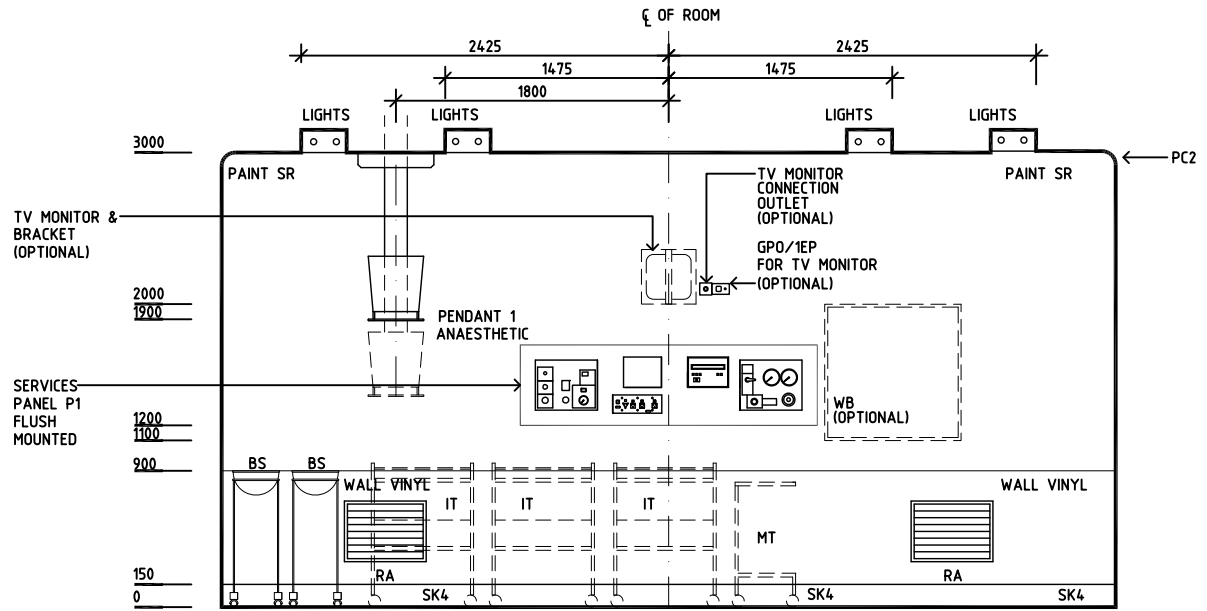 ℄ OF ROOM
2425
2425
1475
1475
1800
LIGHTS
LIGHTS
LIGHTS
LIGHTS
3000
PC2
PAINT SR
PAINT SR
TV MONITOR
CONNECTION
OUTLET
(OPTIONAL)
TV MONITOR &
BRACKET
(OPTIONAL)
GPO/1EP
FOR TV MONITOR
(OPTIONAL)
2000
1900
PENDANT 1
ANAESTHETIC
SERVICES
PANEL P1
FLUSH
MOUNTED
WB
(OPTIONAL)
1200
1100
900
BS
BS
WALL VINYL
WALL VINYL
IT
IT
IT
MT
RA
RA
150
0
SK4
SK4
SK4